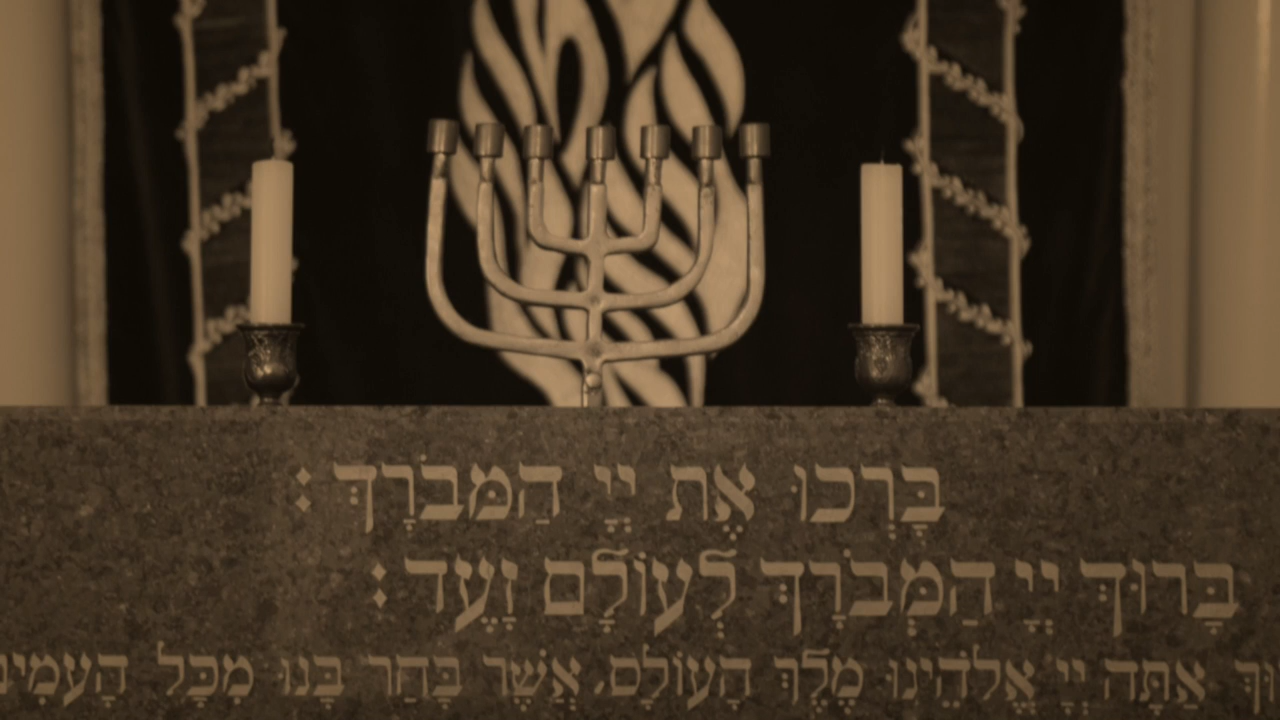 בָּרְכוּ אֶת יְיָ הַמְּבֹרָךְ׃
בָּרוּךְ יְיָ הַמְּבֹרָךְ לְעוֹלָם וָעֶד׃
אַתָּה יְיָ אֱלֹהֵינוּ מֶלֶךְ הָעוֹלָם, אֲשֶׁר בָּחַר בָּנוּ מִכָּל